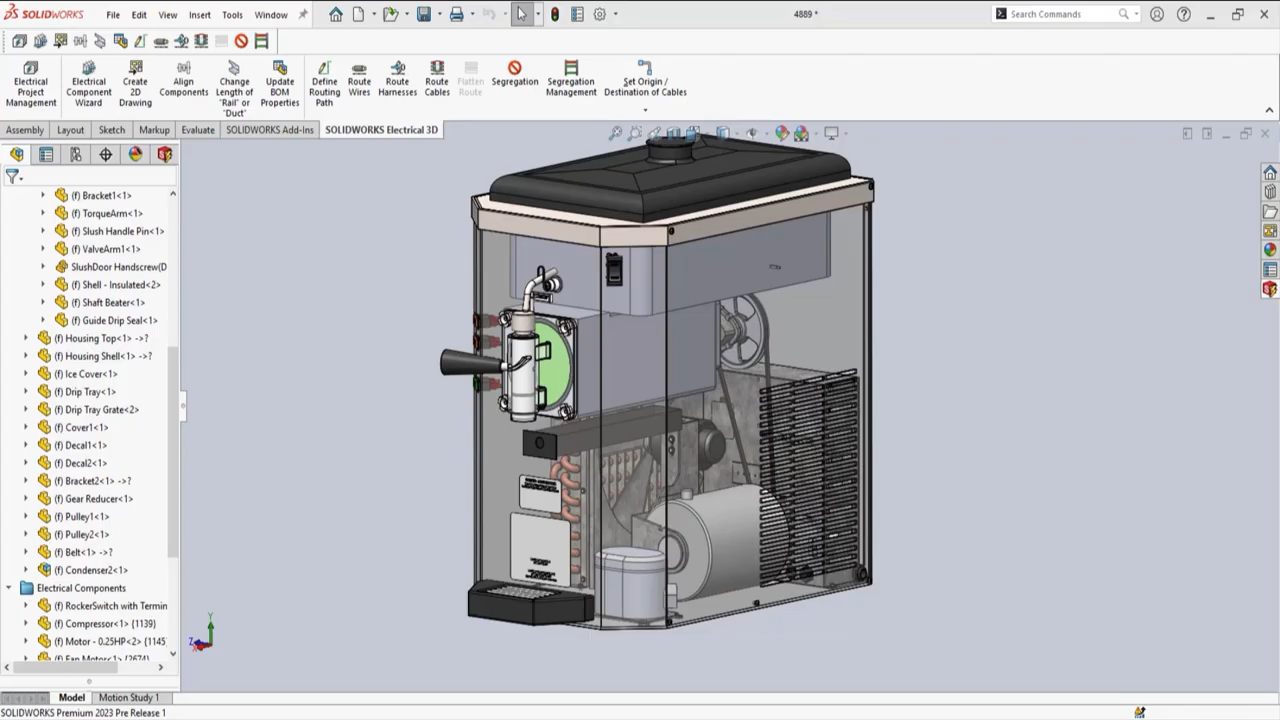 SOLIDWORKS File Edit View Insert Tools Window 4889 * Search Commands
Electrical Project Management
Electrical Component Wizard
Create 2D Drawing
Align Components
Change Length of "Rail" or "Duct"
Update BOM Properties
Define Routing Path
Route Wires
Route Harnesses
Route Cables
Flatten Route
Segregation
Segregation Management
Set Origin / Destination of Cables
Assembly Layout Sketch Markup Evaluate SOLIDWORKS Add-Ins SOLIDWORKS Electrical 3D
(f) Bracket1<1>
(f) TorqueArm<1>
(f) Slush Handle Pin<1>
(f) ValveArm1<1>
SlushDoor Handscrew(D
(f) Shell - Insulated<2>
(f) Shaft Beater<1>
(f) Guide Drip Seal<1>
(f) Housing Top<1> ->?
(f) Housing Shell<1> ->?
(f) Ice Cover<1>
(f) Drip Tray<1>
(f) Drip Tray Grate<2>
(f) Cover1<1>
(f) Decal1<1>
(f) Decal2<1>
(f) Bracket2<1> ->?
(f) Gear Reducer<1>
(f) Pulley1<1>
(f) Pulley2<1>
(f) Belt<1> ->?
(f) Condenser2<1>
Electrical Components
(f) RockerSwitch with Termin
(f) Compressor<1> {1139}
(f) Motor - 0.25HP<2> {1145
(f) Fan Motor<1> {2674}
Y
Z
X
Model Motion Study 1
SOLIDWORKS Premium 2023 Pre Release 1